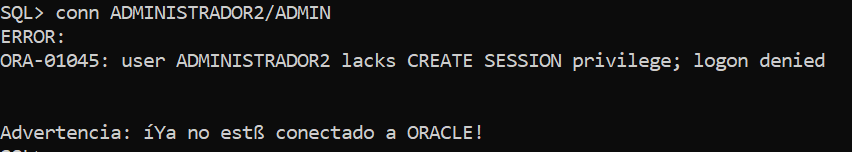 SQL> conn ADMINISTRADOR2/ADMIN
ERROR:
ORA-01045: user ADMINISTRADOR2 lacks CREATE SESSION privilege; logon denied
Advertencia: íYa no estß conectado a ORACLE!